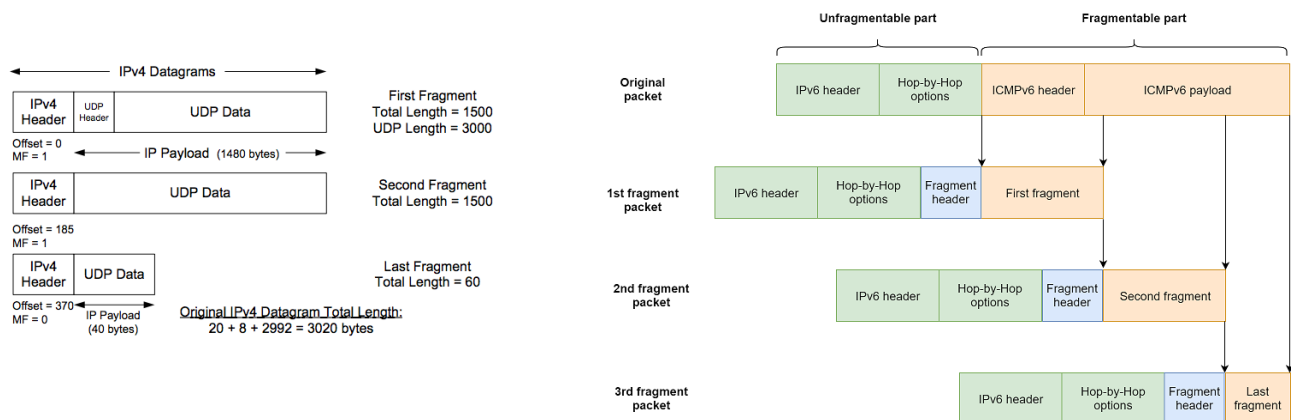 IPv4 Datagrams
IPv4
Header
UDP
Header
UDP Data
First Fragment
Total Length = 1500
UDP Length = 3000
Offset = 0
MF = 1
IP Payload (1480 bytes)
IPv4
Header
UDP Data
Second Fragment
Total Length = 1500
Offset = 185
MF = 1
IPv4
Header
UDP Data
Last Fragment
Total Length = 60
Offset = 370
MF = 0
IP Payload
(40 bytes)
Original IPv4 Datagram Total Length:
20 + 8 + 2992 = 3020 bytes
Unfragmentable part
Fragmentable part
Original
packet
IPv6 header
Hop-by-Hop
options
ICMPv6 header
ICMPv6 payload
1st fragment
packet
IPv6 header
Hop-by-Hop
options
Fragment
header
First fragment
2nd fragment
packet
IPv6 header
Hop-by-Hop
options
Fragment
header
Second fragment
3rd fragment
packet
IPv6 header
Hop-by-Hop
options
Fragment
header
Last
fragment